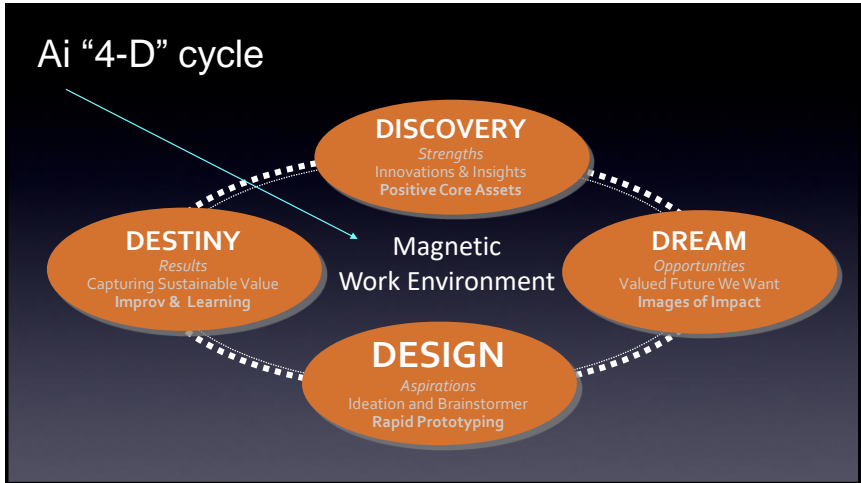 Ai “4-D” cycle
DISCOVERY
Strengths
Innovations & Insights
Positive Core Assets
DESTINY
Results
Capturing Sustainable Value
Improv & Learning
Magnetic
Work Environment
DREAM
Opportunities
Valued Future We Want
Images of Impact
DESIGN
Aspirations
Ideation and Brainstormer
Rapid Prototyping